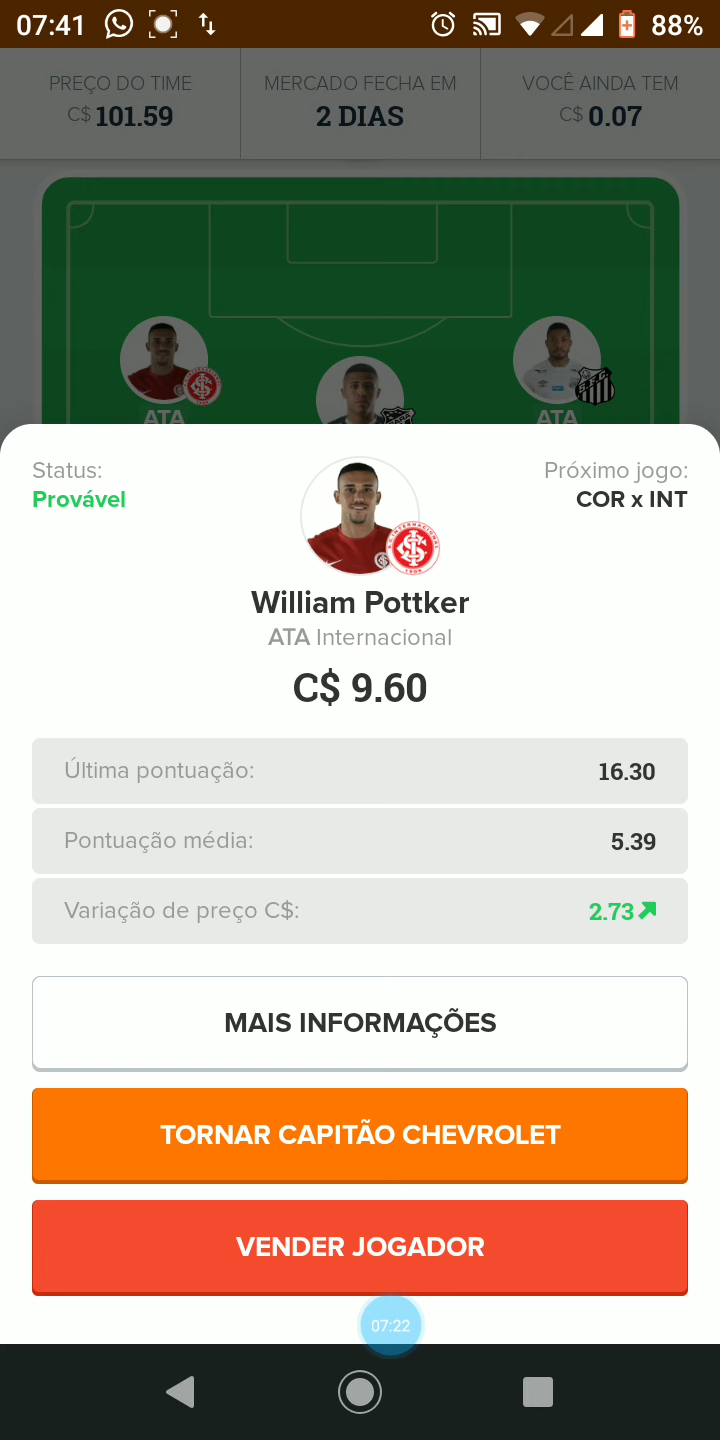 07:41
88%
PREÇO DO TIME
C$ 101.59
MERCADO FECHA EM
2 DIAS
VOCÊ AINDA TEM
C$ 0.07
ATA
ATA
Status:
Provável
Próximo jogo:
COR x INT
William Pottker
ATA Internacional
C$ 9.60
Última pontuação:
16.30
Pontuação média:
5.39
Variação de preço C$:
2.73
MAIS INFORMAÇÕES
TORNAR CAPITÃO CHEVROLET
VENDER JOGADOR
07:22